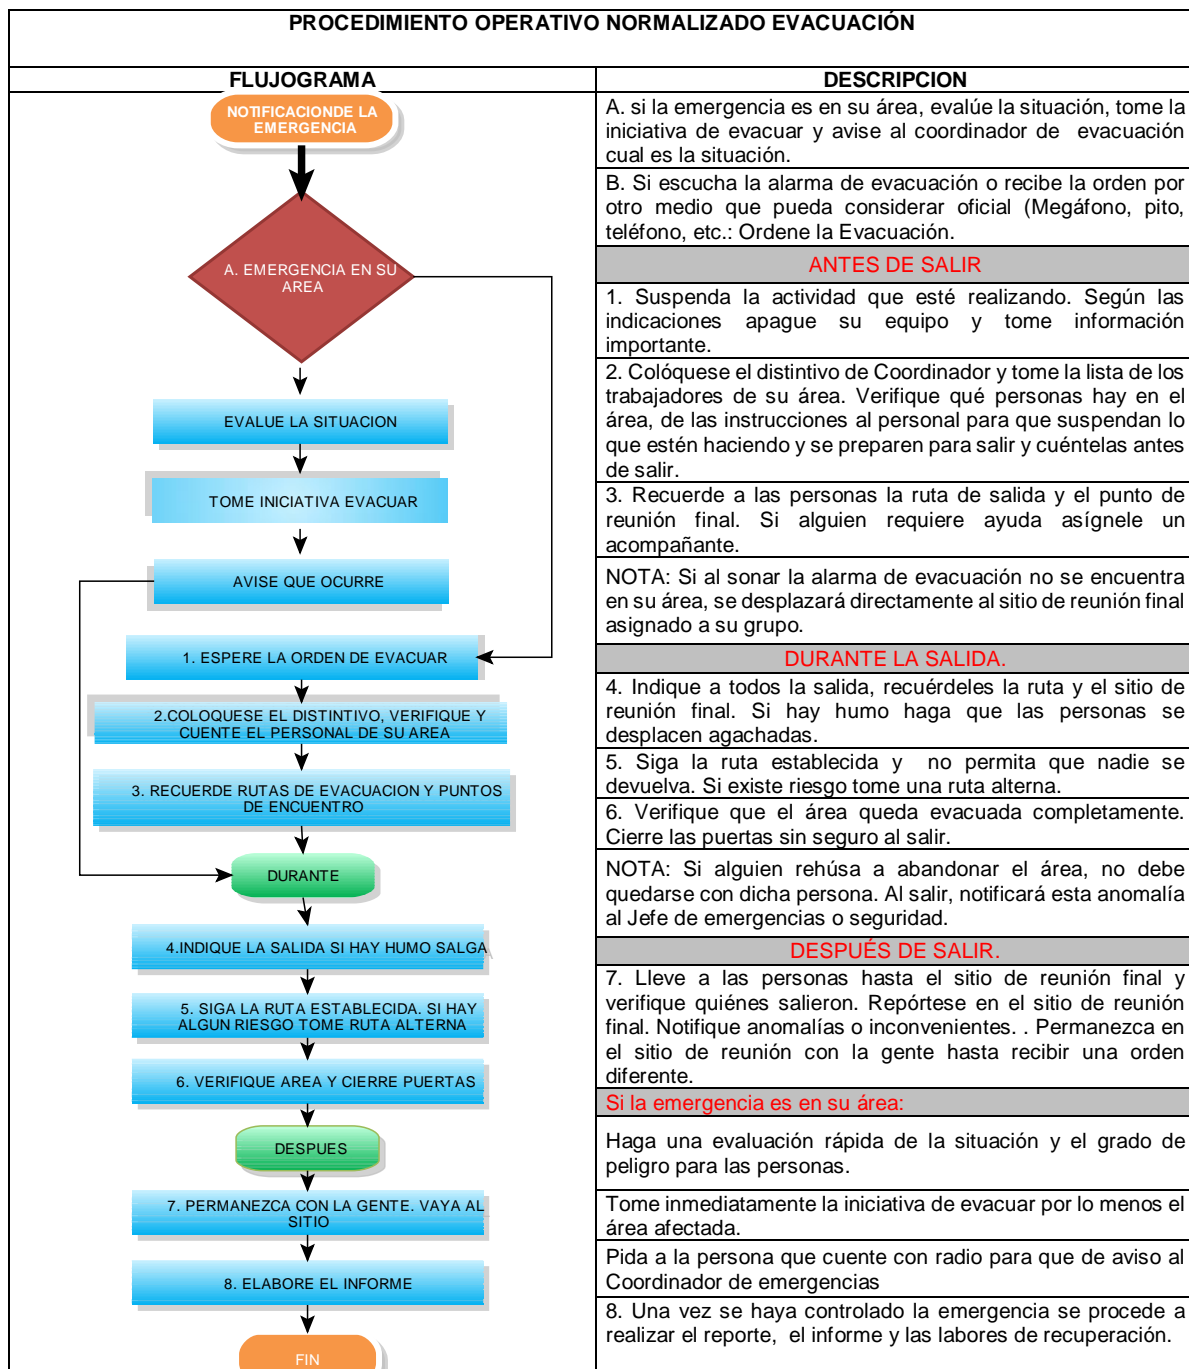 PROCEDIMIENTO OPERATIVO NORMALIZADO EVACUACIÓN
FLUJOGRAMA
NOTIFICACIONDE LA
EMERGENCIA
A. EMERGENCIA EN SU
AREA
EVALUE LA SITUACION
TOME INICIATIVA EVACUAR
AVISE QUE OCURRE
1. ESPERE LA ORDEN DE EVACUAR
2.COLOQUESE EL DISTINTIVO, VERIFIQUE Y
CUENTE EL PERSONAL DE SU AREA
3. RECUERDE RUTAS DE EVACUACION Y PUNTOS
DE ENCUENTRO
DURANTE
4.INDIQUE LA SALIDA SI HAY HUMO SALGA
5. SIGA LA RUTA ESTABLECIDA. SI HAY
ALGUN RIESGO TOME RUTA ALTERNA
6. VERIFIQUE AREA Y CIERRE PUERTAS
DESPUES
7. PERMANEZCA CON LA GENTE. VAYA AL
SITIO
8. ELABORE EL INFORME
FIN
DESCRIPCION
A. si la emergencia es en su área, evalúe la situación, tome la
iniciativa de evacuar y avise al coordinador de evacuación
cual es la situación.
B. Si escucha la alarma de evacuación o recibe la orden por
otro medio que pueda considerar oficial (Megáfono, pito,
teléfono, etc.: Ordene la Evacuación.
ANTES DE SALIR
1. Suspenda la actividad que esté realizando. Según las
indicaciones apague su equipo y tome información
importante.
2. Colóquese el distintivo de Coordinador y tome la lista de los
trabajadores de su área. Verifique qué personas hay en el
área, de las instrucciones al personal para que suspendan lo
que estén haciendo y se preparen para salir y cuéntelas antes
de salir.
3. Recuerde a las personas la ruta de salida y el punto de
reunión final. Si alguien requiere ayuda asígnele un
acompañante.
NOTA: Si al sonar la alarma de evacuación no se encuentra
en su área, se desplazará directamente al sitio de reunión final
asignado a su grupo.
DURANTE LA SALIDA.
4. Indique a todos la salida, recuérdeles la ruta y el sitio de
reunión final. Si hay humo haga que las personas se
desplacen agachadas.
5. Siga la ruta establecida y no permita que nadie se
devuelva. Si existe riesgo tome una ruta alterna.
6. Verifique que el área queda evacuada completamente.
Cierre las puertas sin seguro al salir.
NOTA: Si alguien rehúsa a abandonar el área, no debe
quedarse con dicha persona. Al salir, notificará esta anomalía
al Jefe de emergencias o seguridad.
DESPUÉS DE SALIR.
7. Lleve a las personas hasta el sitio de reunión final y
verifique quiénes salieron. Repórtese en el sitio de reunión
final. Notifique anomalías o inconvenientes. . Permanezca en
el sitio de reunión con la gente hasta recibir una orden
diferente.
Si la emergencia es en su área:
Haga una evaluación rápida de la situación y el grado de
peligro para las personas.
Tome inmediatamente la iniciativa de evacuar por lo menos el
área afectada.
Pida a la persona que cuente con radio para que de aviso al
Coordinador de emergencias
8. Una vez se haya controlado la emergencia se procede a
realizar el reporte, el informe y las labores de recuperación.